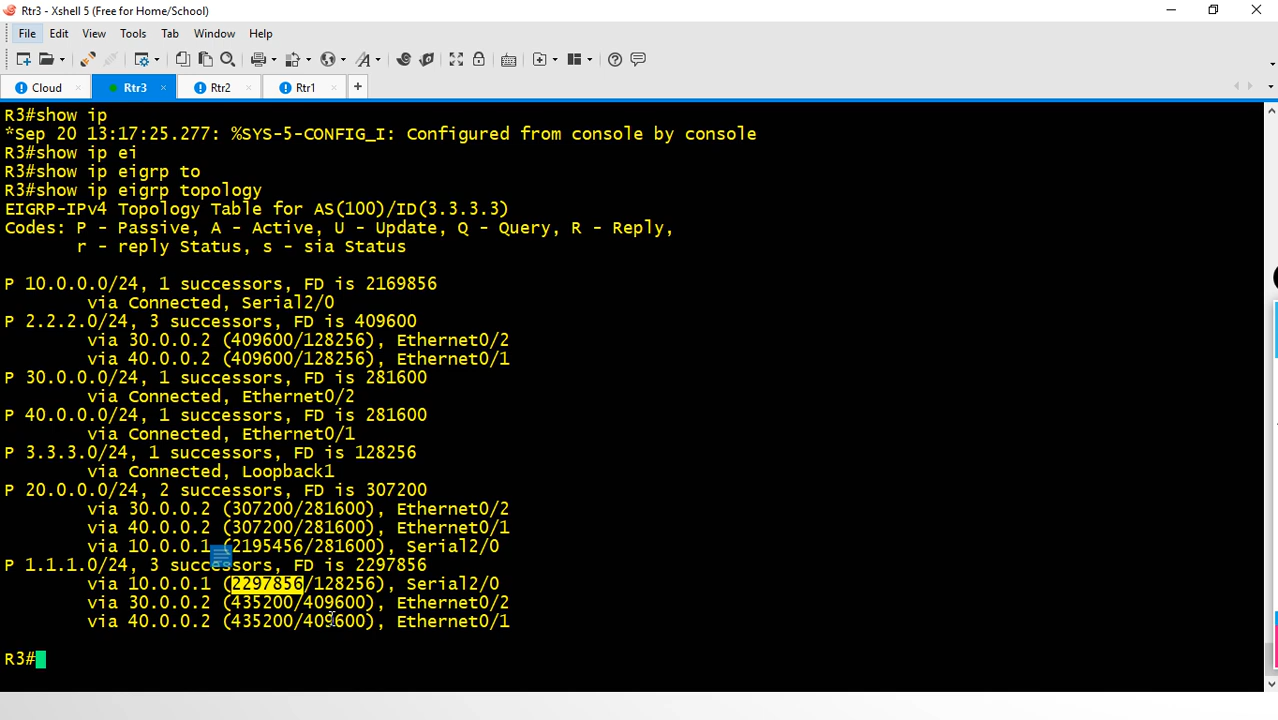 Rtr3 - Xshell 5 (Free for Home/School)
File Edit View Tools Tab Window Help
Cloud Rtr3 Rtr2 Rtr1
R3#show ip
*Sep 20 13:17:25.277: %SYS-5-CONFIG_I: Configured from console by console
R3#show ip ei
R3#show ip eigrp to
R3#show ip eigrp topology
EIGRP-IPv4 Topology Table for AS(100)/ID(3.3.3.3)
Codes: P - Passive, A - Active, U - Update, Q - Query, R - Reply,
r - reply Status, s - sia Status
P 10.0.0.0/24, 1 successors, FD is 2169856
via Connected, Serial2/0
P 2.2.2.0/24, 3 successors, FD is 409600
via 30.0.0.2 (409600/128256), Ethernet0/2
via 40.0.0.2 (409600/128256), Ethernet0/1
P 30.0.0.0/24, 1 successors, FD is 281600
via Connected, Ethernet0/2
P 40.0.0.0/24, 1 successors, FD is 281600
via Connected, Ethernet0/1
P 3.3.3.0/24, 1 successors, FD is 128256
via Connected, Loopback1
P 20.0.0.0/24, 2 successors, FD is 307200
via 30.0.0.2 (307200/281600), Ethernet0/2
via 40.0.0.2 (307200/281600), Ethernet0/1
via 10.0.0.1 (2195456/281600), Serial2/0
P 1.1.1.0/24, 3 successors, FD is 2297856
via 10.0.0.1 (2297856/128256), Serial2/0
via 30.0.0.2 (435200/409600), Ethernet0/2
via 40.0.0.2 (435200/409600), Ethernet0/1
R3#